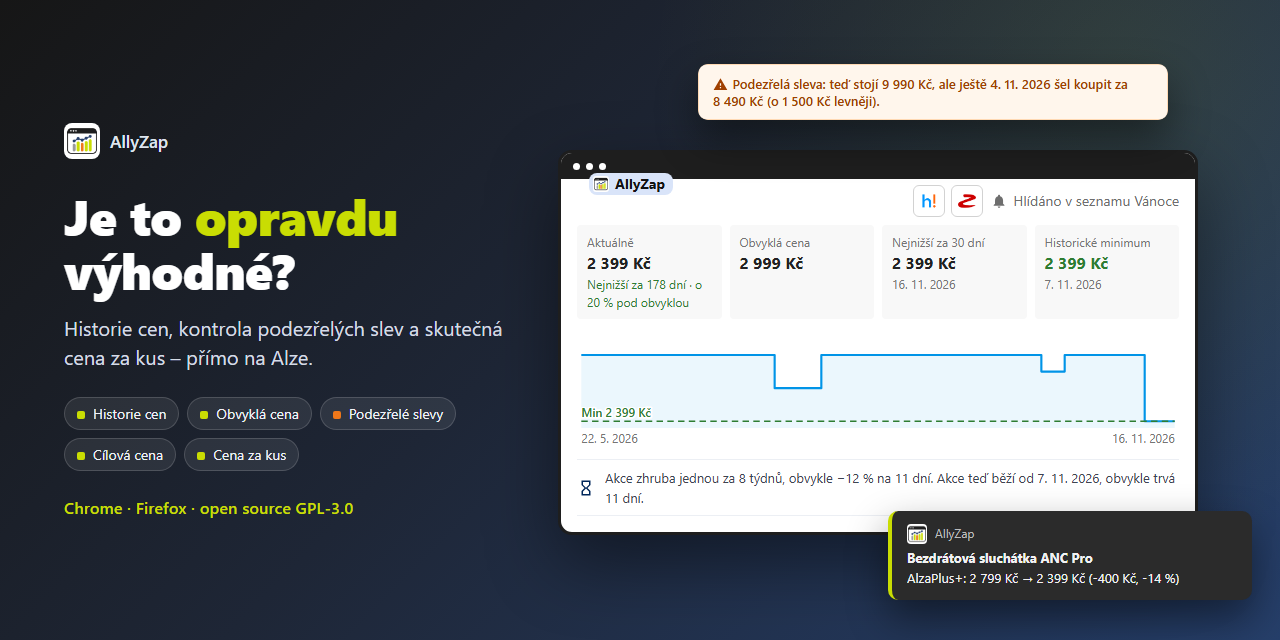 AllyZap
Je to opravdu
výhodné?
Historie cen, kontrola podezřelých slev a skutečná
cena za kus – přímo na Alze.
Historie cen
Obvyklá cena
Podezřelé slevy
Cílová cena
Cena za kus
Chrome · Firefox · open source GPL-3.0
Podezřelá sleva: teď stojí 9 990 Kč, ale ještě 4. 11. 2026 šel koupit za
8 490 Kč (o 1 500 Kč levněji).
AllyZap
h!
Hlídáno v seznamu Vánoce
Aktuálně
2 399 Kč
Nejnižší za 178 dní · o
20 % pod obvyklou
Obvyklá cena
2 999 Kč
Nejnižší za 30 dní
2 399 Kč
16. 11. 2026
Historické minimum
2 399 Kč
7. 11. 2026
Min 2 399 Kč
22. 5. 2026
16. 11. 2026
Akce zhruba jednou za 8 týdnů, obvykle −12 % na 11 dní. Akce teď běží od 7. 11. 2026, obvykle trvá
11 dní.
AllyZap
Bezdrátová sluchátka ANC Pro
AlzaPlus+: 2 799 Kč → 2 399 Kč (-400 Kč, -14 %)